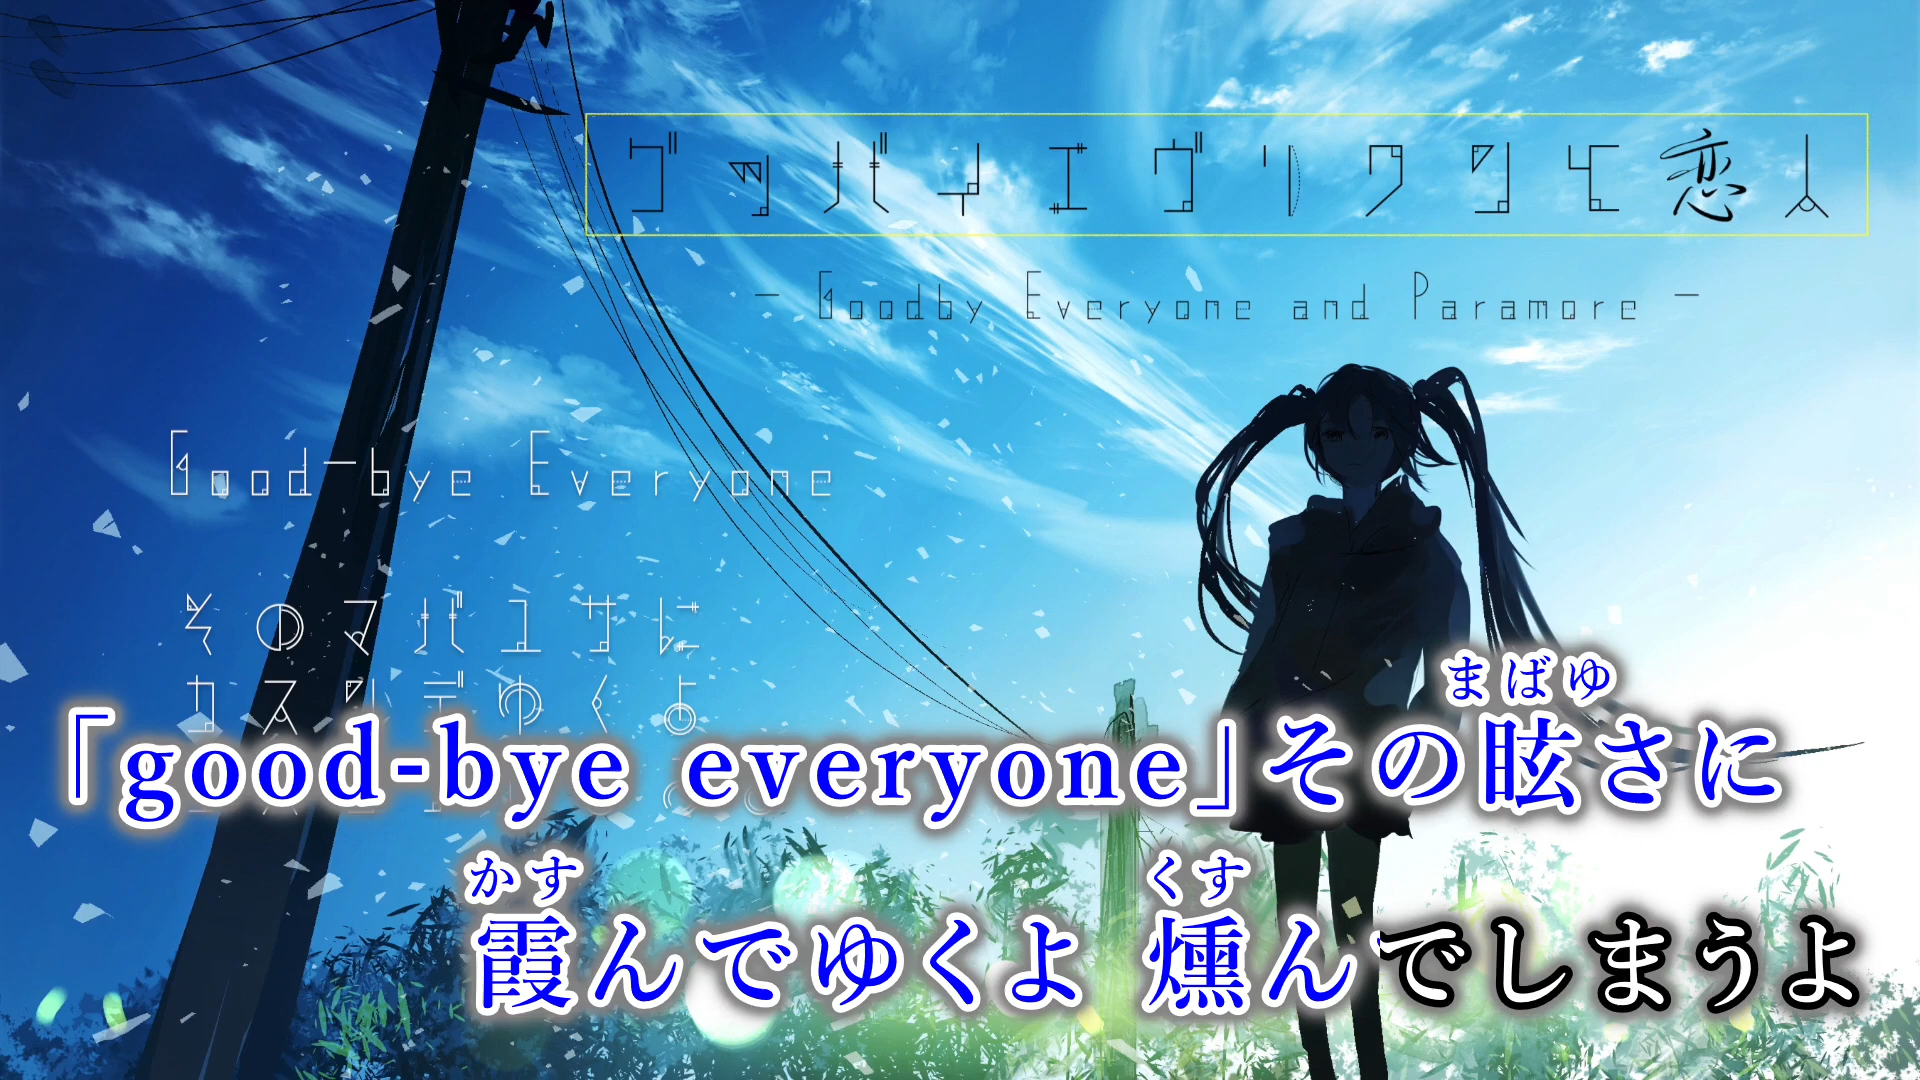 グッバイエヴリワンと恋人
- Goodby Everyone and Paramore -
Good-bye Everyone
そのマバユサに
カスンデゆくよ
まばゆ
「good-bye everyone」その眩さに
かす くす
霞んでゆくよ 燻んでしまうよ